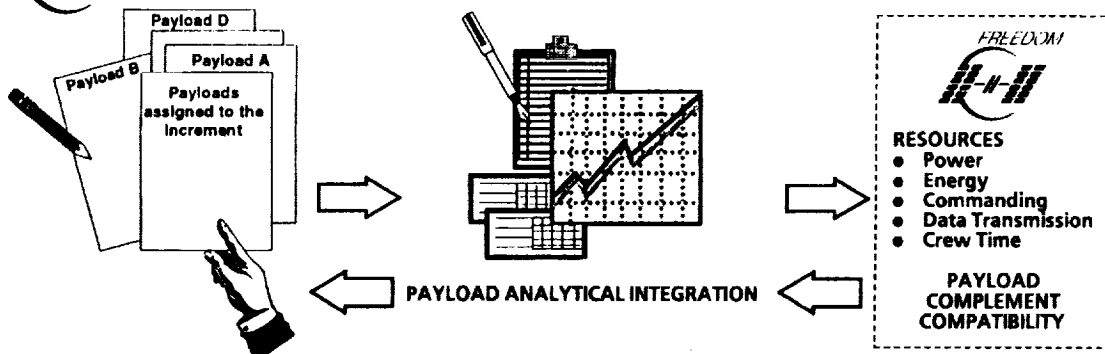 Payload D
Payload A
Payload B
Payloads
assigned to the
Increment
FREEDOM
RESOURCES
● Power
● Energy
● Commanding
● Data Transmission
● Crew Time
PAYLOAD ANALYTICAL INTEGRATION
PAYLOAD
COMPLEMENT
COMPATIBILITY